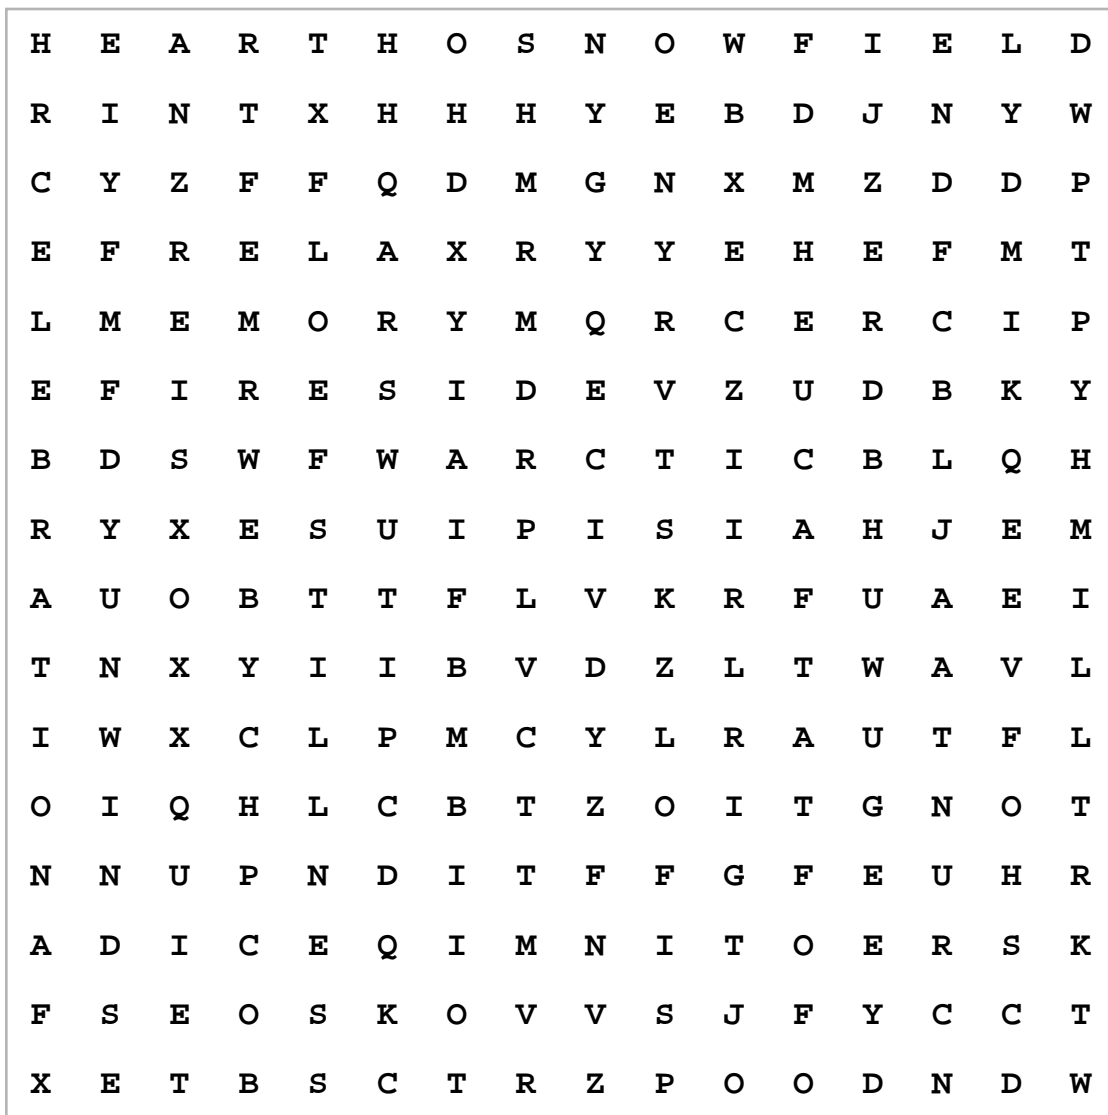 H E A R T H O S N O W F I E L D
R I N T X H H H Y E B D J N Y W
C Y Z F F Q D M G N X M Z D D P
E F R E L A X R Y Y E H E F M T
L M E M O R Y M Q R C E R C I P
E F I R E S I D E V Z U D B K Y
B D S W F W A R C T I C B L Q H
R Y X E S U I P I S I A H J E M
A U O B T T F L V K R F U A E I
T N X Y I I B V D Z L T W A V L
I W X C L P M C Y L R A U T F L
O I Q H L C B T Z O I T G N O T
N N U P N D I T F F G F E U H R
A D I C E Q I M N I T O E R S K
F S E O S K O V V S J F Y C C T
X E T B S C T R Z P O O D N D W